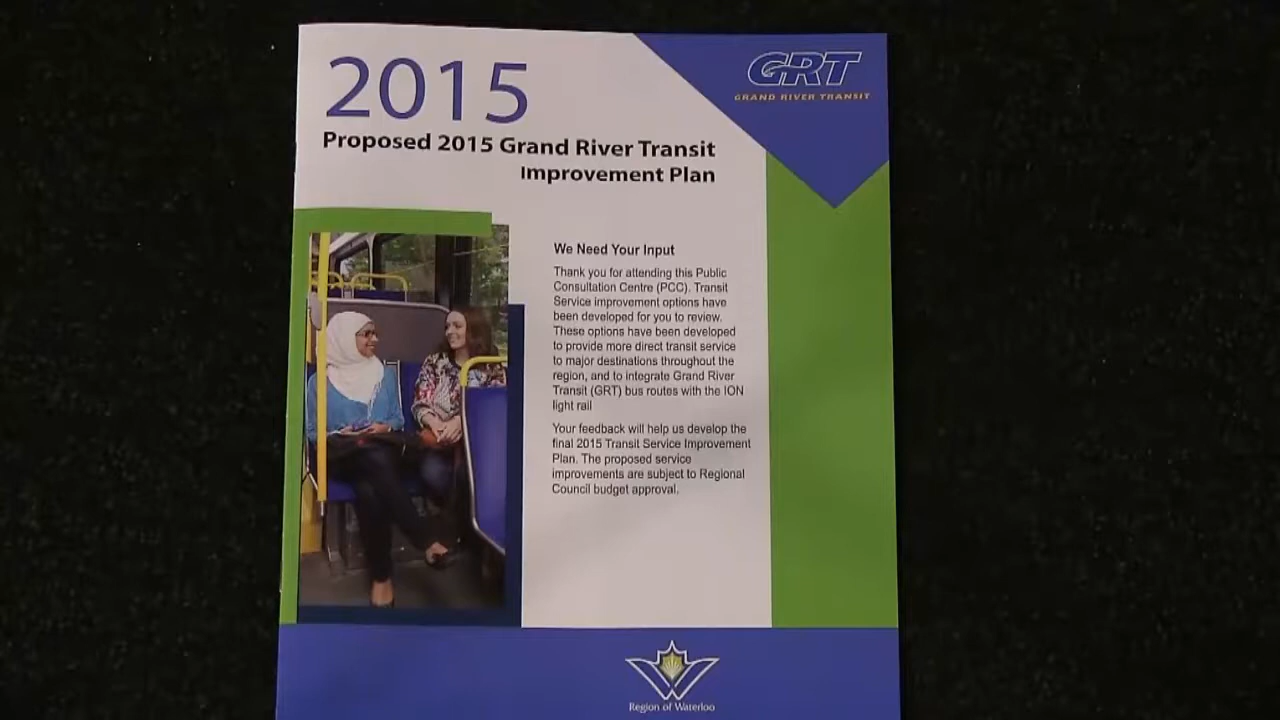 2015
GRT
GRAND RIVER TRANSIT
Proposed 2015 Grand River Transit
Improvement Plan
We Need Your Input
Thank you for attending this Public
Consultation Centre (PCC). Transit
Service improvement options have
been developed for you to review.
These options have been developed
to provide more direct transit service
to major destinations throughout the
region, and to integrate Grand River
Transit (GRT) bus routes with the ION
light rail
Your feedback will help us develop the
final 2015 Transit Service Improvement
Plan. The proposed service
improvements are subject to Regional
Council budget approval.
Region of Waterloo